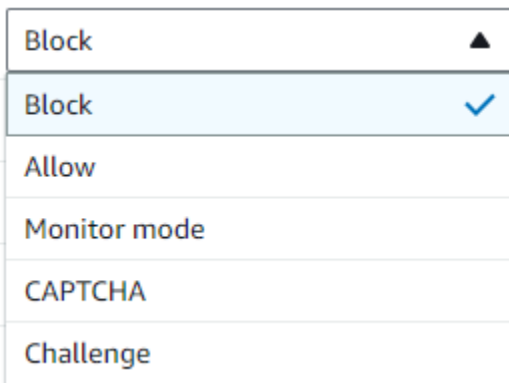 Block
Block
Allow
Monitor mode
CAPTCHA
Challenge